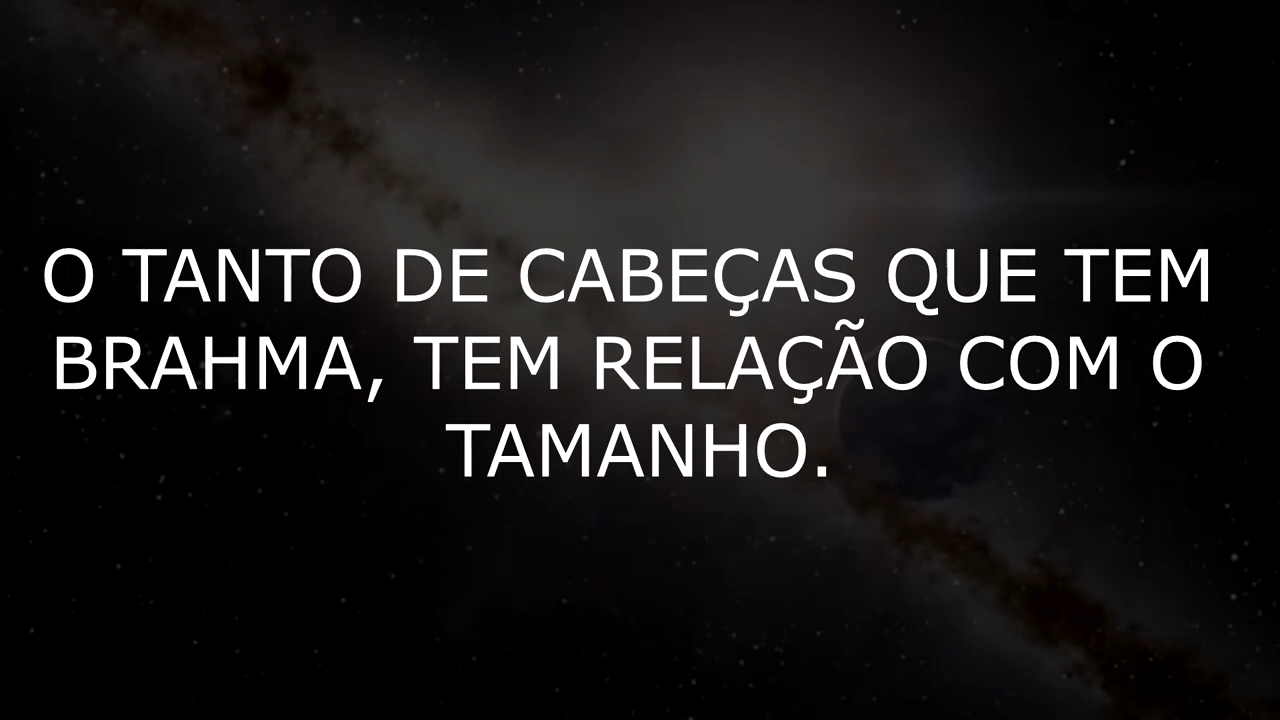 O TANTO DE CABEÇAS QUE TEM
BRAHMA, TEM RELAÇÃO COM O
TAMANHO.